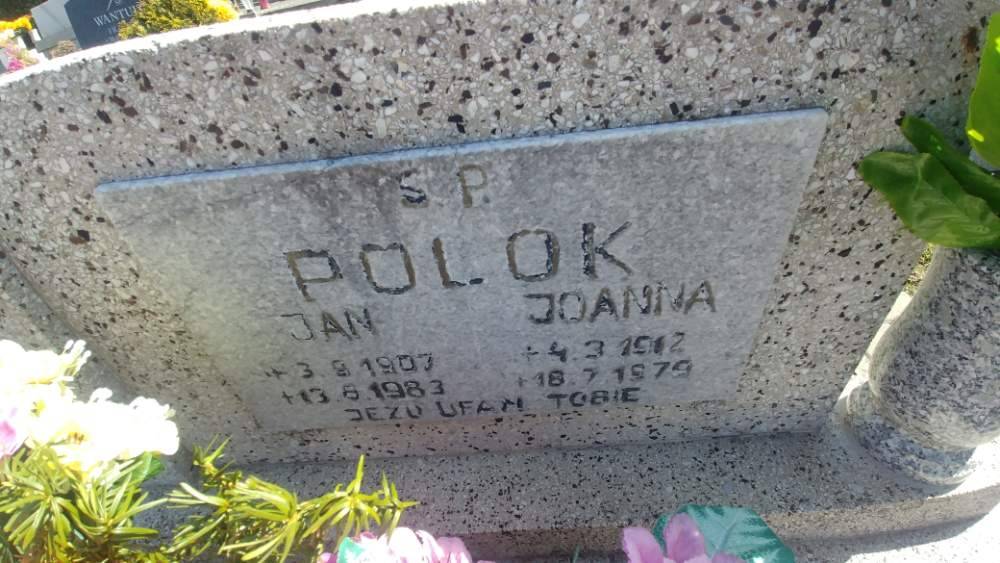 S.P.
POLOK
JAN JOANNA
+3.9.1907 +4.3.1912
+13.8.1983 +18.7.1979
JEZU UFAM TOBIE